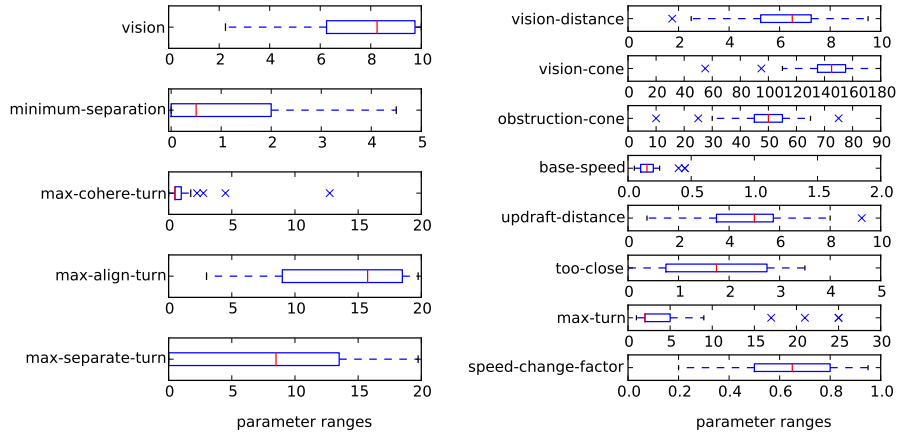 vision
0 2 4 6 8 10
minimum-separation
0 1 2 3 4 5
max-cohere-turn
0 5 10 15 20
max-align-turn
0 5 10 15 20
max-separate-turn
0 5 10 15 20
parameter ranges
vision-distance
0 2 4 6 8 10
vision-cone
0 20 40 60 80 100 120 140 160 180
obstruction-cone
0 10 20 30 40 50 60 70 80 90
base-speed
0.0 0.5 1.0 1.5 2.0
updraft-distance
0 2 4 6 8 10
too-close
0 1 2 3 4 5
max-turn
0 5 10 15 20 25 30
speed-change-factor
0.0 0.2 0.4 0.6 0.8 1.0
parameter ranges